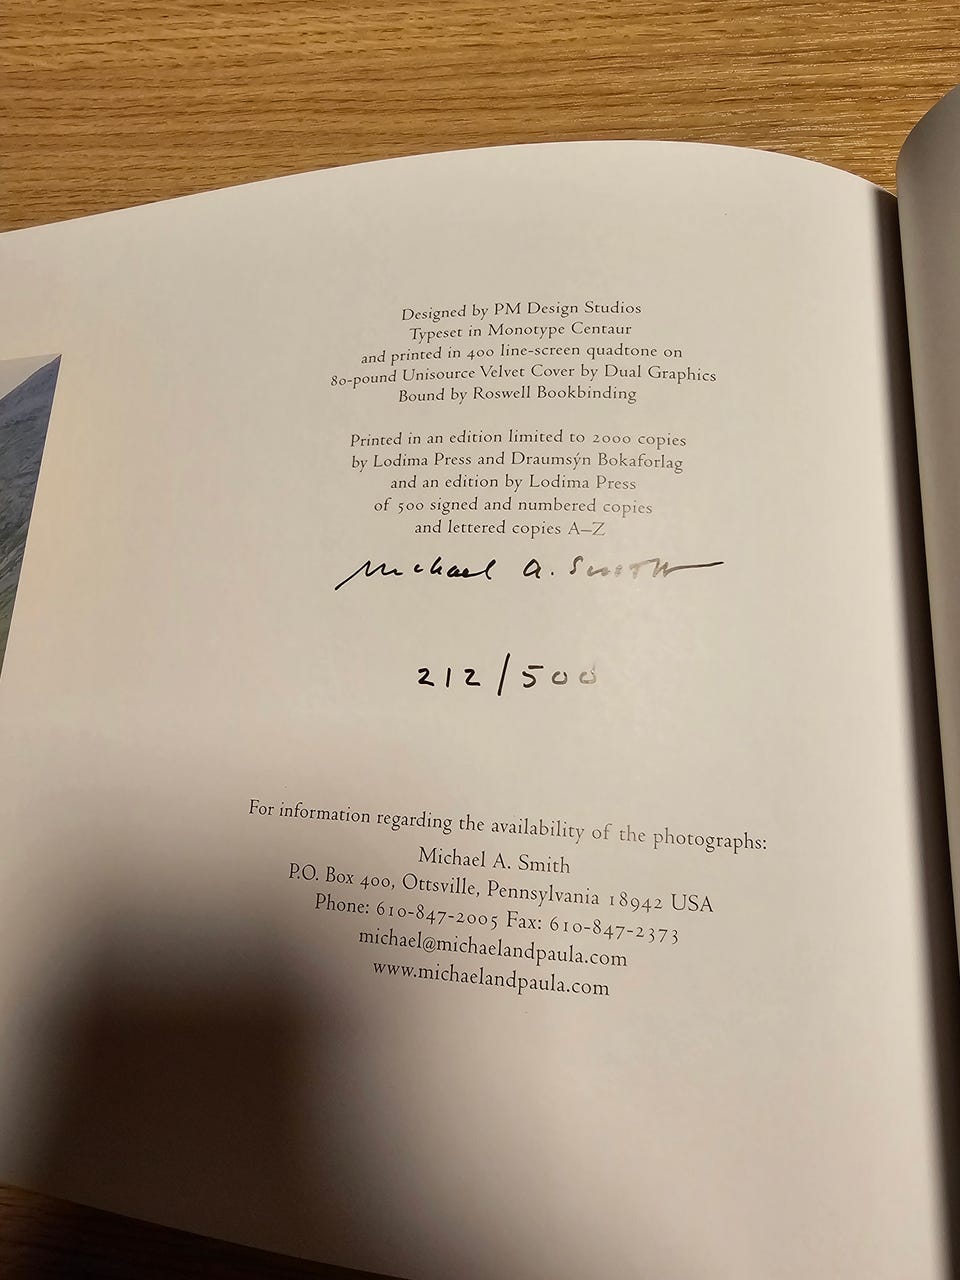 Designed by PM Design Studios
Typeset in Monotype Centaur
and printed in 400 line-screen quadtone on
80-pound Unisource Velvet Cover by Dual Graphics
Bound by Roswell Bookbinding
Printed in an edition limited to 2000 copies
by Lodima Press and Draumsýn Bokaforlag
and an edition by Lodima Press
of 500 signed and numbered copies
and lettered copies A–Z
Michael A. Smith
212/500
For information regarding the availability of the photographs:
Michael A. Smith
P.O. Box 400, Ottsville, Pennsylvania 18942 USA
Phone: 610-847-2005 Fax: 610-847-2373
michael@michaelandpaula.com
www.michaelandpaula.com